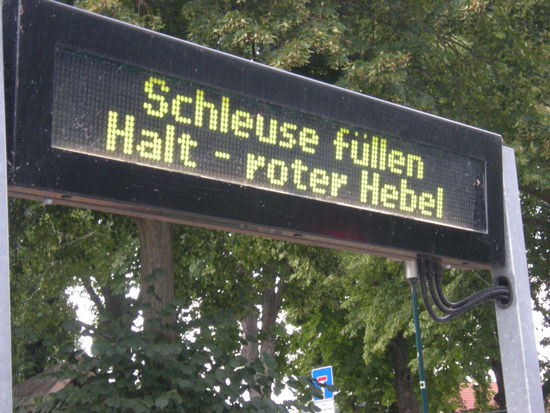 Schleuse füllen
Halt - roter Hebel